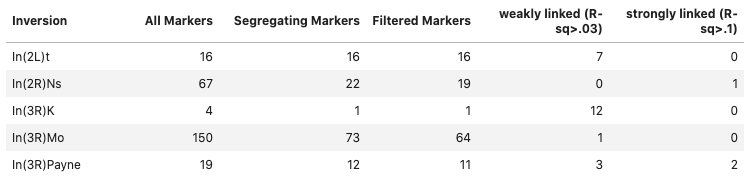 Inversion All Markers Segregating Markers Filtered Markers weakly linked (R-sq>.03) strongly linked (R-sq>.1)
In(2L)t 16 16 16 7 0
In(2R)Ns 67 22 19 0 1
In(3R)K 4 1 1 12 0
In(3R)Mo 150 73 64 1 0
In(3R)Payne 19 12 11 3 2